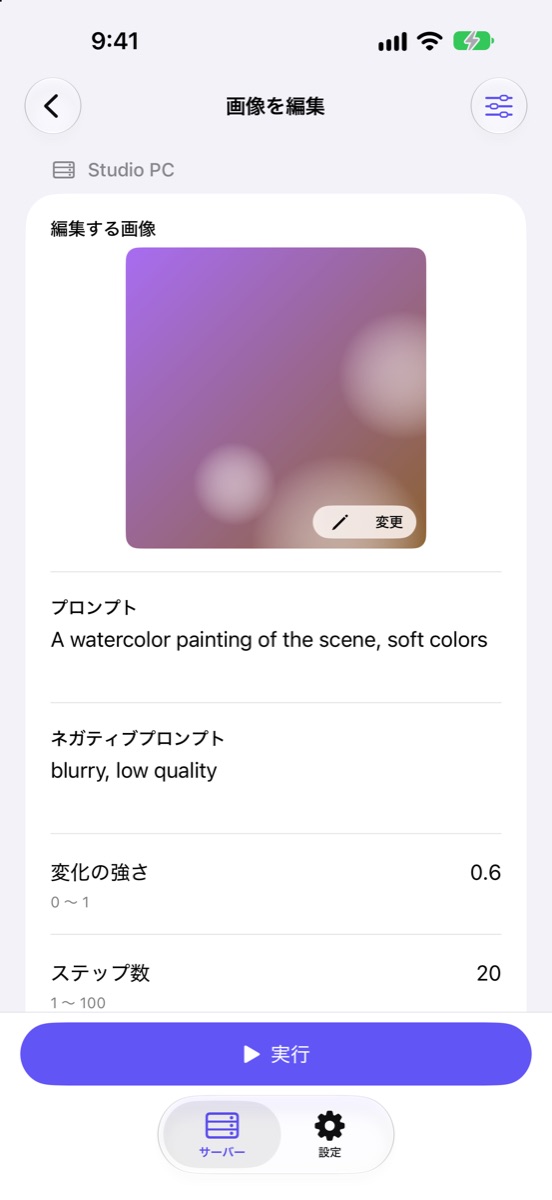 9:41
画像を編集
Studio PC
編集する画像
変更
プロンプト
A watercolor painting of the scene, soft colors
ネガティブプロンプト
blurry, low quality
変化の強さ
0.6
0 〜 1
ステップ数
20
1 〜 100
実行
サーバー
設定